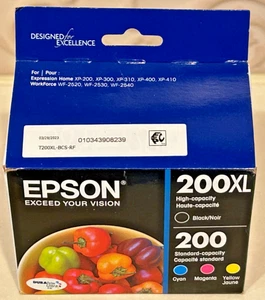 DESIGNED for
EXCELLENCE
For / Pour :
Expression Home XP-200, XP-300, XP-310, XP-400, XP-410
WorkForce WF-2520, WF-2530, WF-2540
010343908239
T200XL-BCS-RF
EPSON
EXCEED YOUR VISION
200XL
High-capacity
Haute-capacité
Black/Noir
200
Standard-capacity
Capacité standard
Cyan
Magenta
Yellow
Jaune